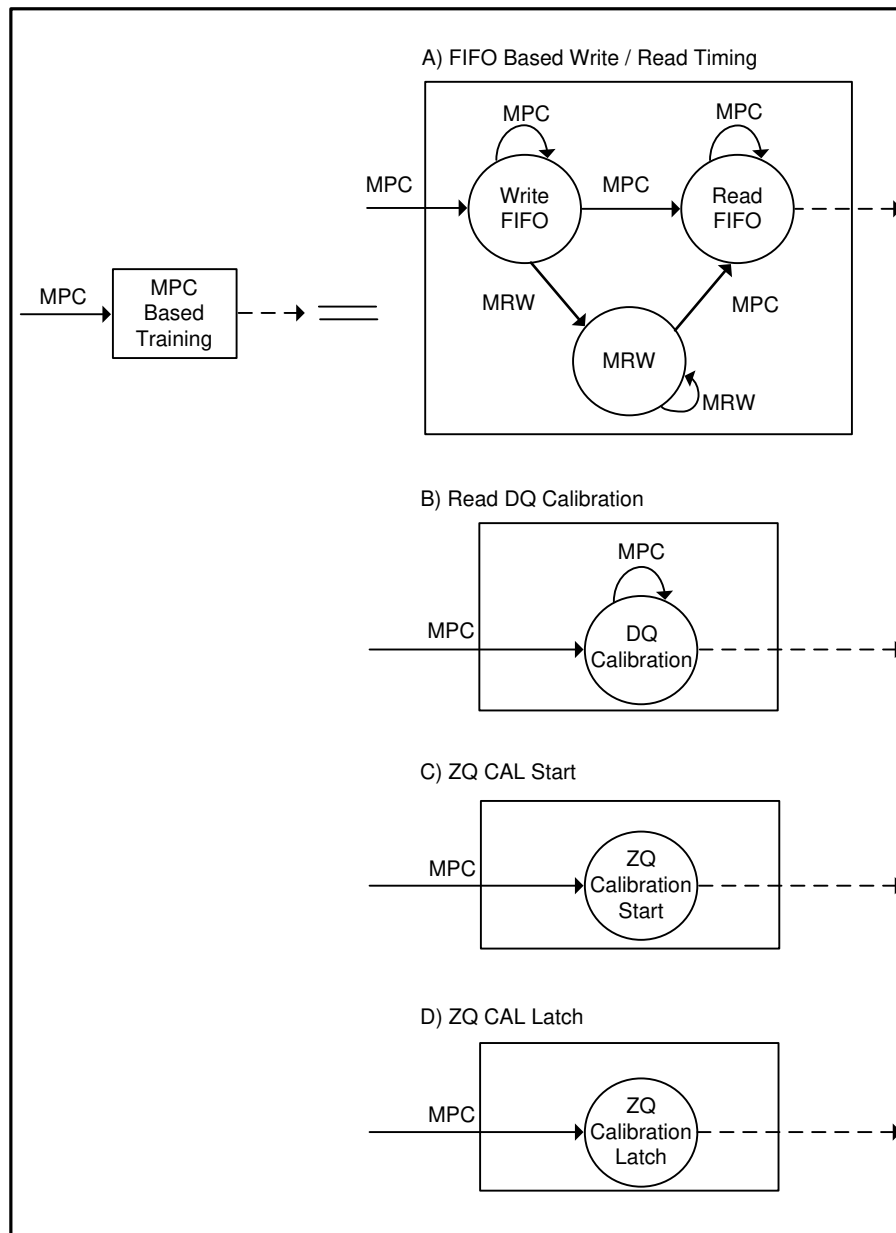 A) FIFO Based Write / Read Timing
MPC
MPC
MPC
Write
FIFO
MPC
Read
FIFO
MPC
MPC
Based
Training
MRW
MPC
MRW
MRW
B) Read DQ Calibration
MPC
MPC
DQ
Calibration
C) ZQ CAL Start
MPC
ZQ
Calibration
Start
D) ZQ CAL Latch
MPC
ZQ
Calibration
Latch